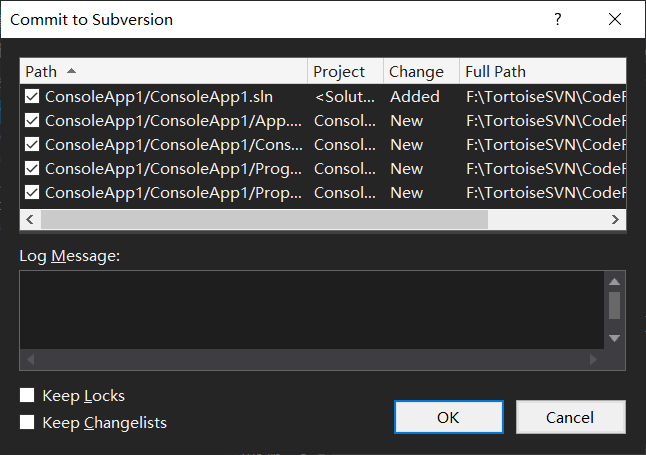 Commit to Subversion
Path Project Change Full Path
ConsoleApp1/ConsoleApp1.sln <Solut... Added F:\TortoiseSVN\CodeF
ConsoleApp1/ConsoleApp1/App.... Consol... New F:\TortoiseSVN\CodeF
ConsoleApp1/ConsoleApp1/Cons... Consol... New F:\TortoiseSVN\CodeF
ConsoleApp1/ConsoleApp1/Prog... Consol... New F:\TortoiseSVN\CodeF
ConsoleApp1/ConsoleApp1/Prop... Consol... New F:\TortoiseSVN\CodeF
Log Message:
Keep Locks
Keep Changelists
OK Cancel